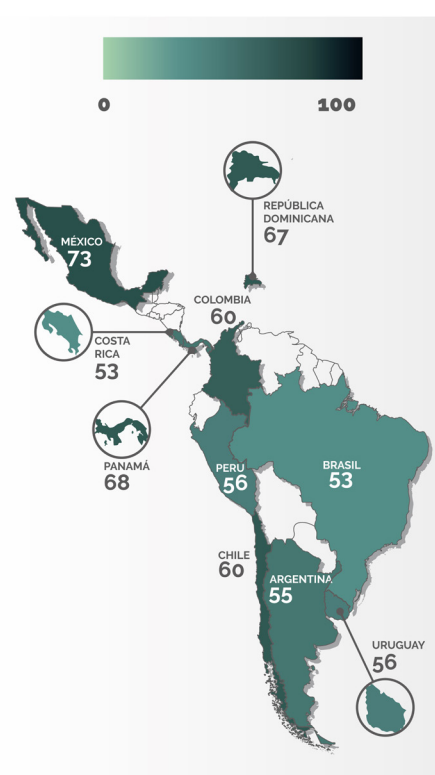 0
100
REPÚBLICA
DOMINICANA
67
MÉXICO
73
COLOMBIA
60
COSTA
RICA
53
PANAMÁ
68
PERU
56
BRASIL
53
CHILE
60
ARGENTINA
55
URUGUAY
56